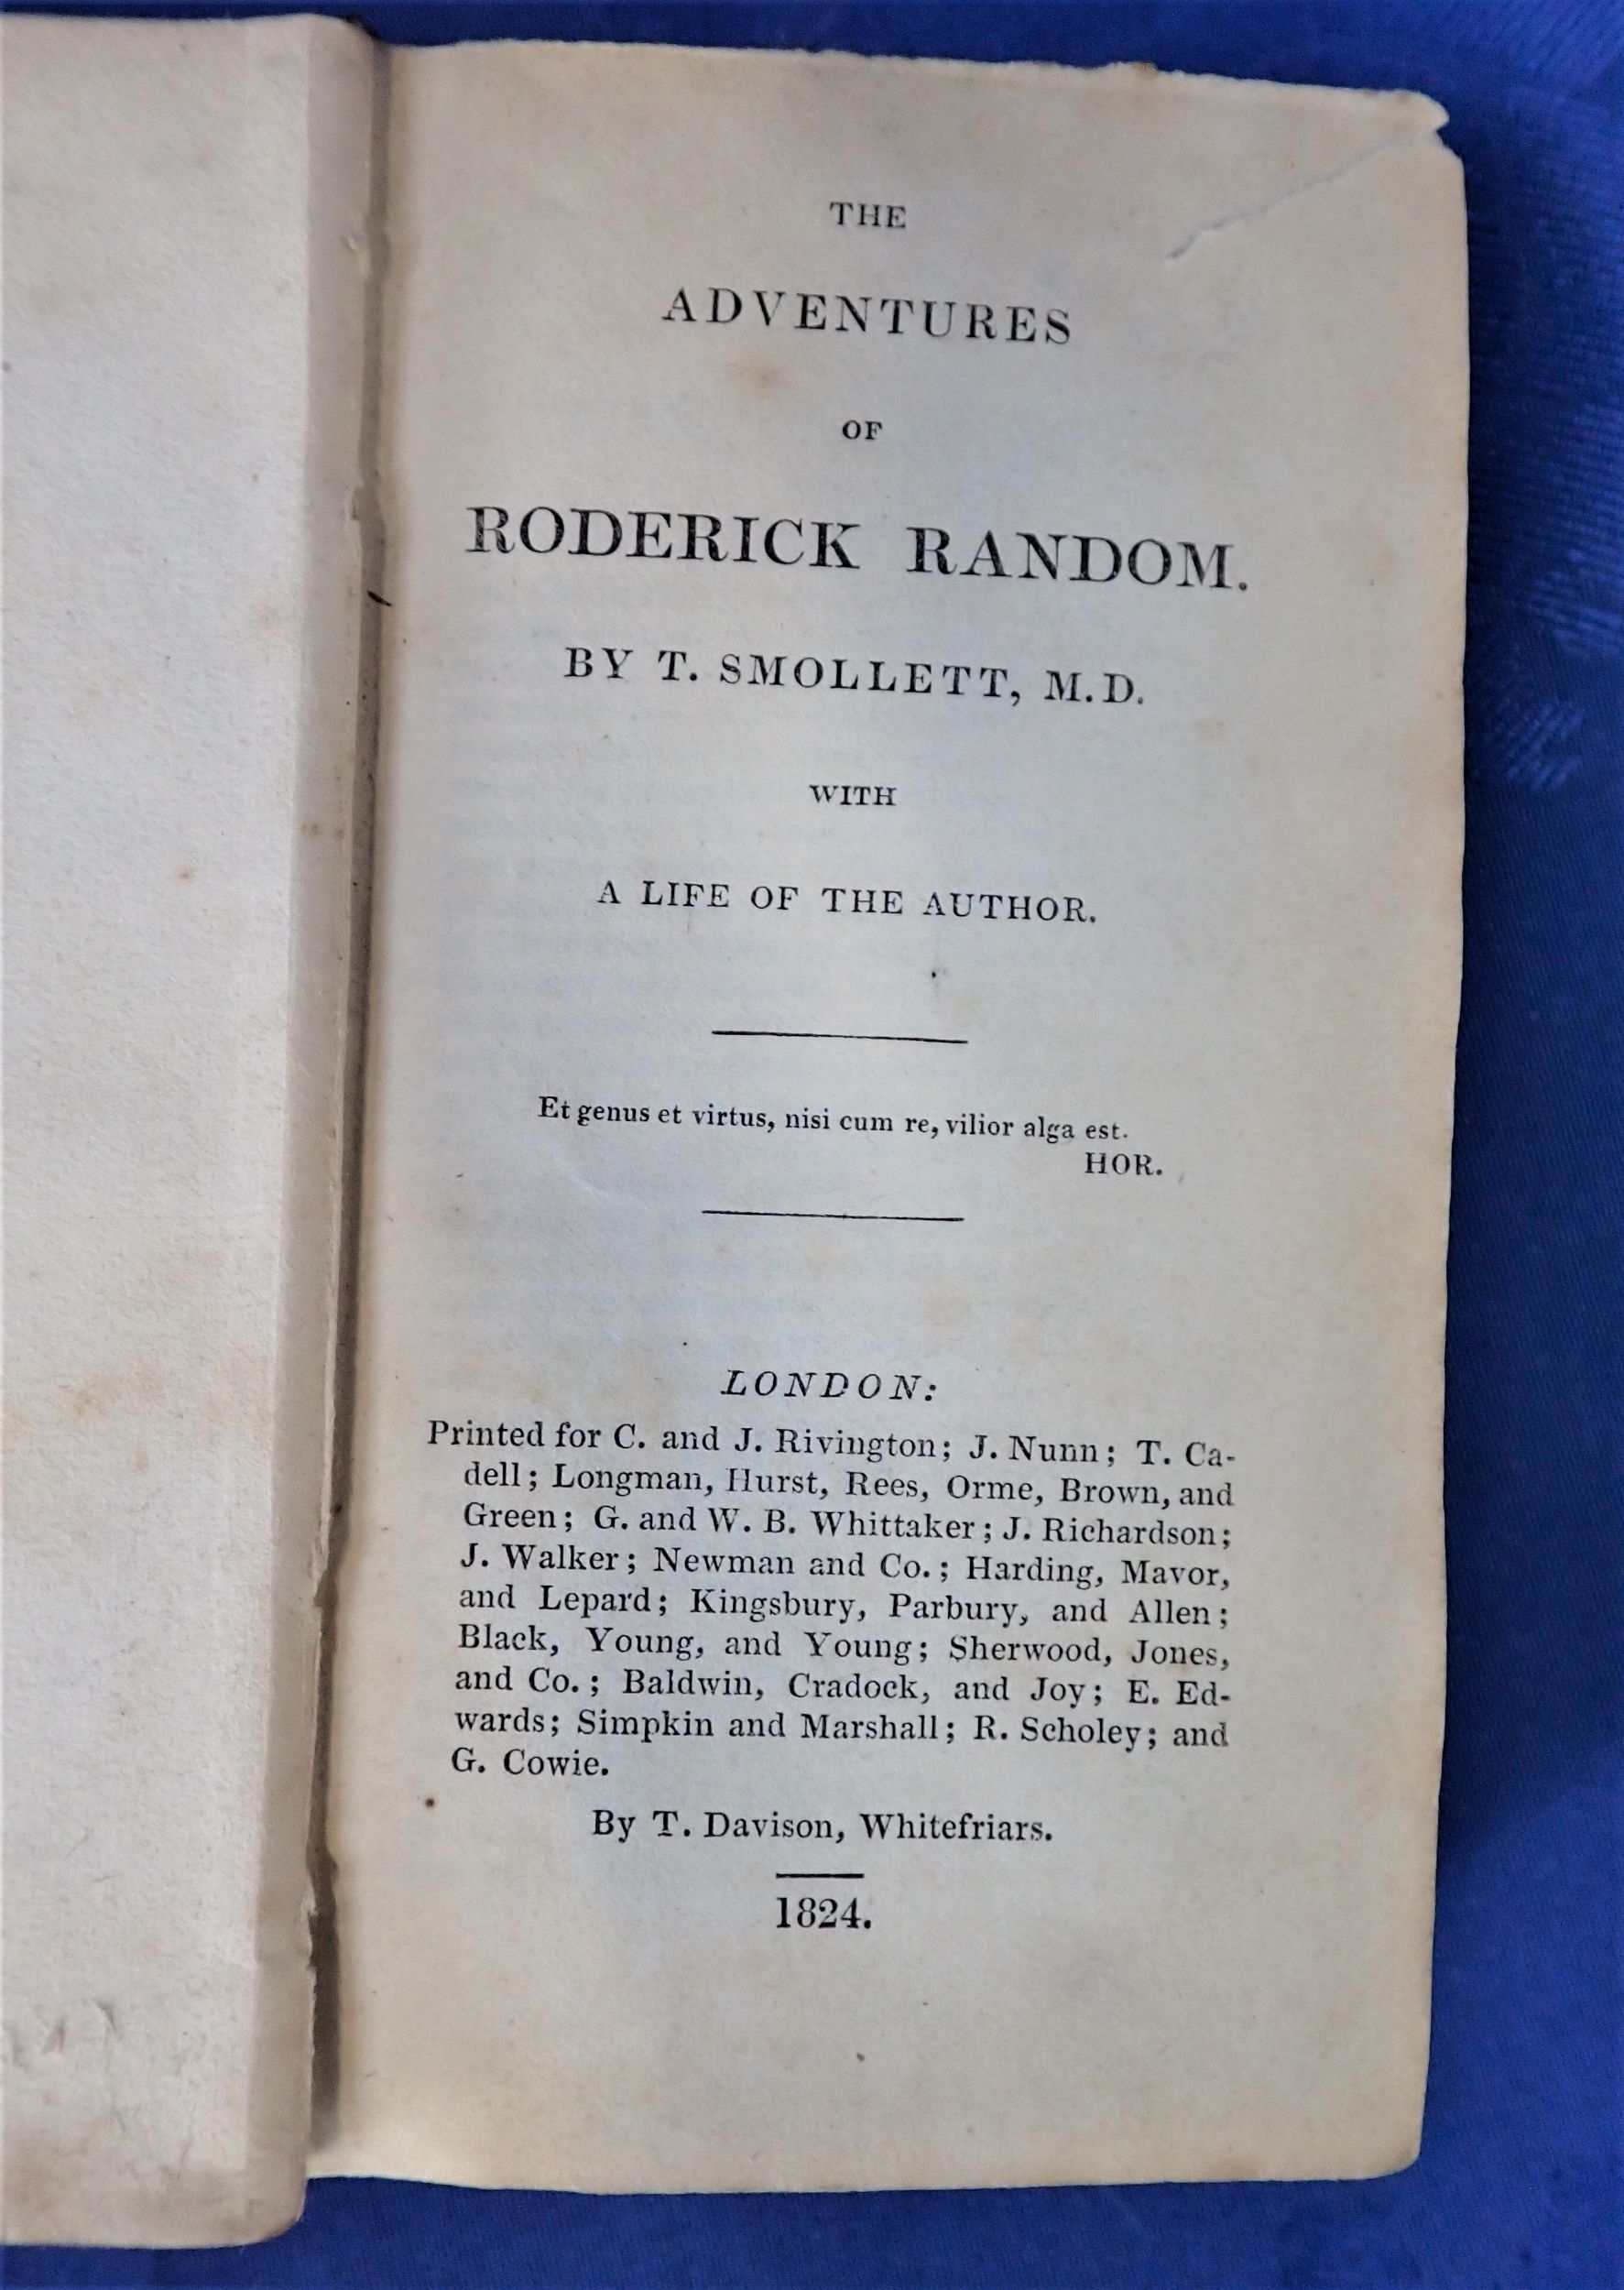 THE
ADVENTURES
OF
RODERICK RANDOM.
BY T. SMOLLETT, M.D.
WITH
A LIFE OF THE AUTHOR.
Et genus et virtus, nisi cum re, vilior alga est.
HOR.
LONDON:
Printed for C. and J. Rivington; J. Nunn; T. Ca-
dell; Longman, Hurst, Rees, Orme, Brown, and
Green; G. and W. B. Whittaker; J. Richardson;
J. Walker; Newman and Co.; Harding, Mavor,
and Lepard; Kingsbury, Parbury, and Allen;
Black, Young, and Young; Sherwood, Jones,
and Co.; Baldwin, Cradock, and Joy; E. Ed-
wards; Simpkin and Marshall; R. Scholey; and
G. Cowie.
By T. Davison, Whitefriars.
1824.